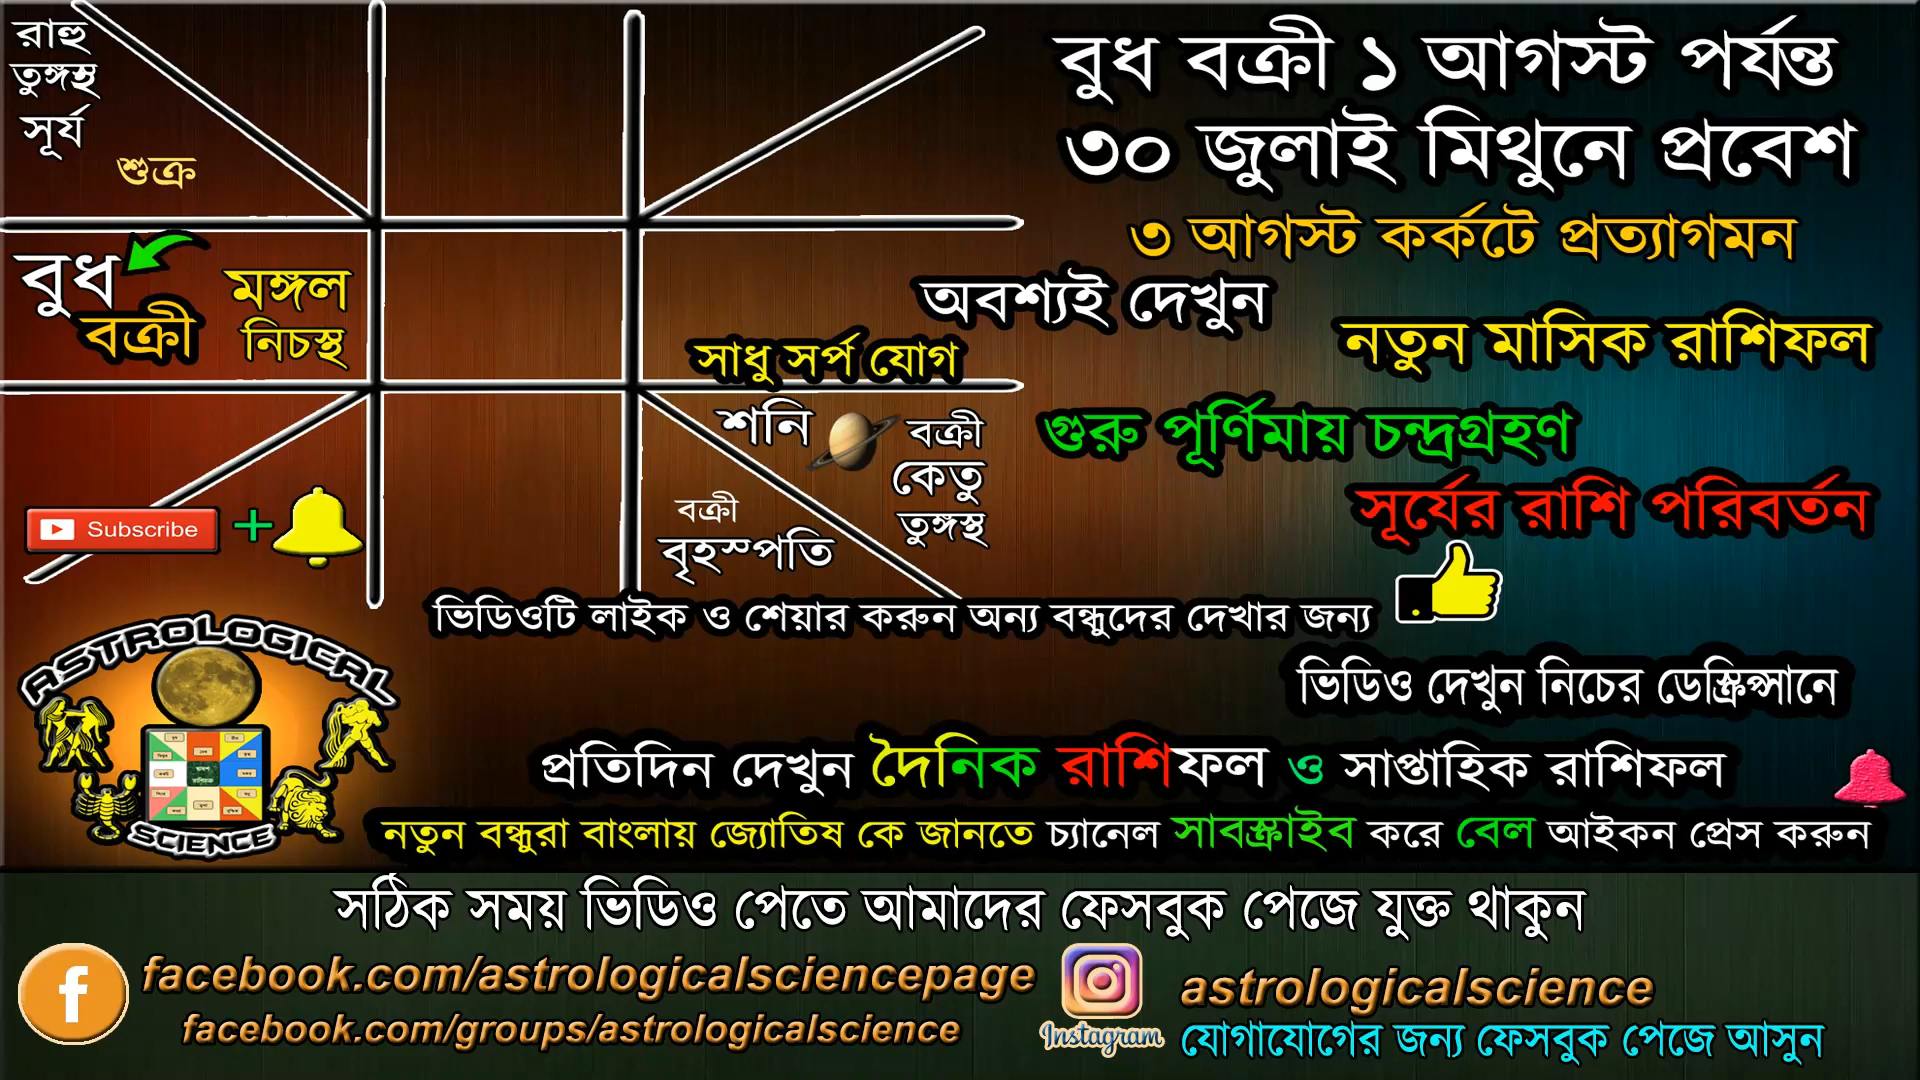 রাহু
তুঙ্গস্থ
সূর্য
শুক্র
বুধ
বক্রী
মঙ্গল
নিচস্থ
সাধু সর্প যোগ
শনি
বক্রী
কেতু
তুঙ্গস্থ
বক্রী
বৃহস্পতি
বুধ বক্রী ১ আগস্ট পর্যন্ত
৩০ জুলাই মিথুনে প্রবেশ
৩ আগস্ট কর্কটে প্রত্যাগমন
অবশ্যই দেখুন
নতুন মাসিক রাশিফল
গুরু পূর্ণিমায় চন্দ্রগ্রহণ
সূর্যের রাশি পরিবর্তন
Subscribe +
ভিডিওটি লাইক ও শেয়ার করুন অন্য বন্ধুদের দেখার জন্য
ভিডিও দেখুন নিচের ডেস্ক্রিপ্সানে
ASTROLOGICAL
SCIENCE
প্রতিদিন দেখুন দৈনিক রাশিফল ও সাপ্তাহিক রাশিফল
নতুন বন্ধুরা বাংলায় জ্যোতিষ কে জানতে চ্যানেল সাবস্ক্রাইব করে বেল আইকন প্রেস করুন
সঠিক সময় ভিডিও পেতে আমাদের ফেসবুক পেজে যুক্ত থাকুন
facebook.com/astrologicalsciencepage
facebook.com/groups/astrologicalscience
Instagram
astrologicalscience
যোগাযোগের জন্য ফেসবুক পেজে আসুন